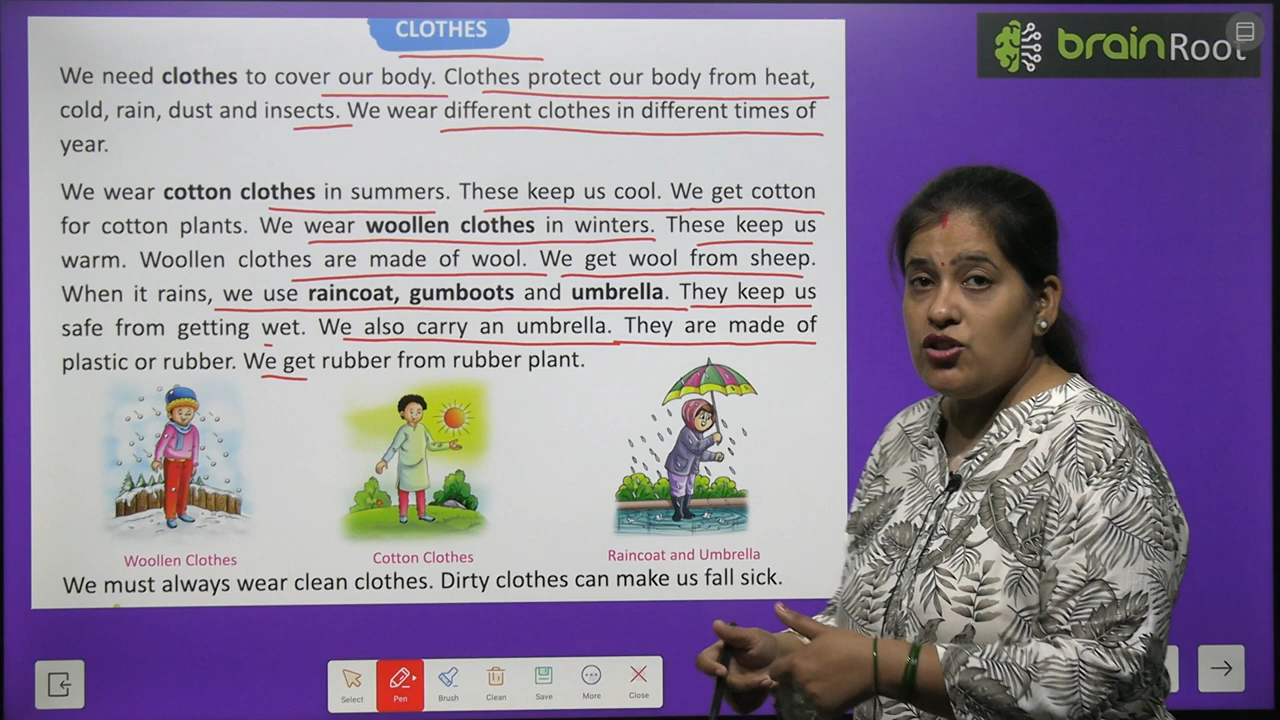 CLOTHES
brainRoot
We need clothes to cover our body. Clothes protect our body from heat,
cold, rain, dust and insects. We wear different clothes in different times of
year.
We wear cotton clothes in summers. These keep us cool. We get cotton
for cotton plants. We wear woollen clothes in winters. These keep us
warm. Woollen clothes are made of wool. We get wool from sheep.
When it rains, we use raincoat, gumboots and umbrella. They keep us
safe from getting wet. We also carry an umbrella. They are made of
plastic or rubber. We get rubber from rubber plant.
Woollen Clothes
Cotton Clothes
Raincoat and Umbrella
We must always wear clean clothes. Dirty clothes can make us fall sick.
Select
Pen
Brush
Clean
Save
More
Close